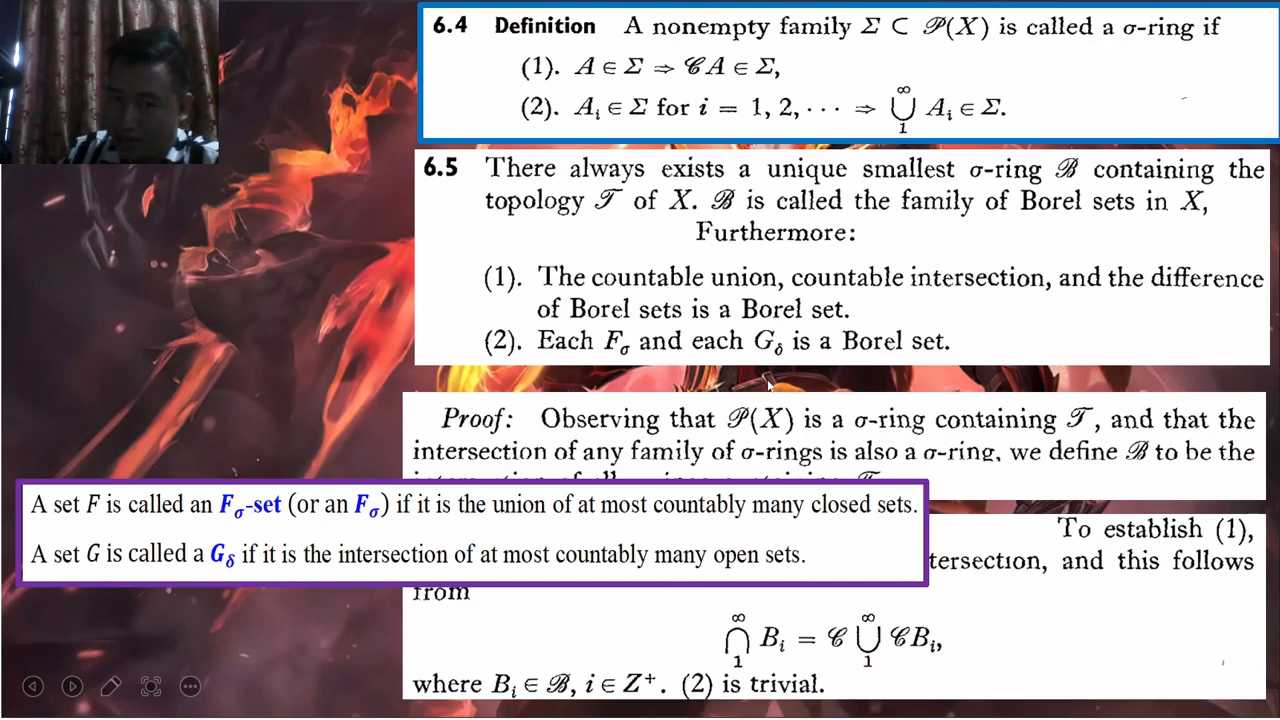 6.4 Definition A nonempty family Σ ⊂ 𝒫(X) is called a σ-ring if
(1). A ∈ Σ ⇒ 𝒞A ∈ Σ,
(2). Aᵢ ∈ Σ for i = 1, 2, ··· ⇒ ⋃₁^∞ Aᵢ ∈ Σ.
6.5 There always exists a unique smallest σ-ring ℬ containing the
topology 𝒯 of X. ℬ is called the family of Borel sets in X,
Furthermore:
(1). The countable union, countable intersection, and the difference
of Borel sets is a Borel set.
(2). Each F_σ and each G_δ is a Borel set.
Proof: Observing that 𝒫(X) is a σ-ring containing 𝒯, and that the
intersection of any family of σ-rings is also a σ-ring, we define ℬ to be the
A set F is called an F_σ-set (or an F_σ) if it is the union of at most countably many closed sets.
A set G is called a G_δ if it is the intersection of at most countably many open sets.
To establish (1),
tersection, and this follows
from
⋂₁^∞ Bᵢ = 𝒞 ⋃₁^∞ 𝒞Bᵢ,
where Bᵢ ∈ ℬ, i ∈ Z⁺. (2) is trivial.